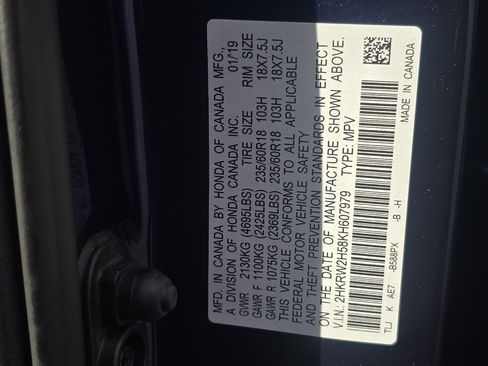 MFD. IN CANADA BY HONDA OF CANADA MFG., 01/19
A DIVISION OF HONDA CANADA INC.
TIRE SIZE RIM SIZE
GVWR 2130KG (4695LBS)
GAWR F 1100KG (2425LBS) 235/60R18 103H 18X7.5J
GAWR R 1075KG (2369LBS) 235/60R18 103H 18X7.5J
THIS VEHICLE CONFORMS TO ALL APPLICABLE
FEDERAL MOTOR VEHICLE SAFETY
AND THEFT PREVENTION STANDARDS IN EFFECT
ON THE DATE OF MANUFACTURE SHOWN ABOVE.
V.I.N: 2HKRW2H58KH607979 TYPE: MPV
TLJ K AE7 -B588PX -B -H MADE IN CANADA